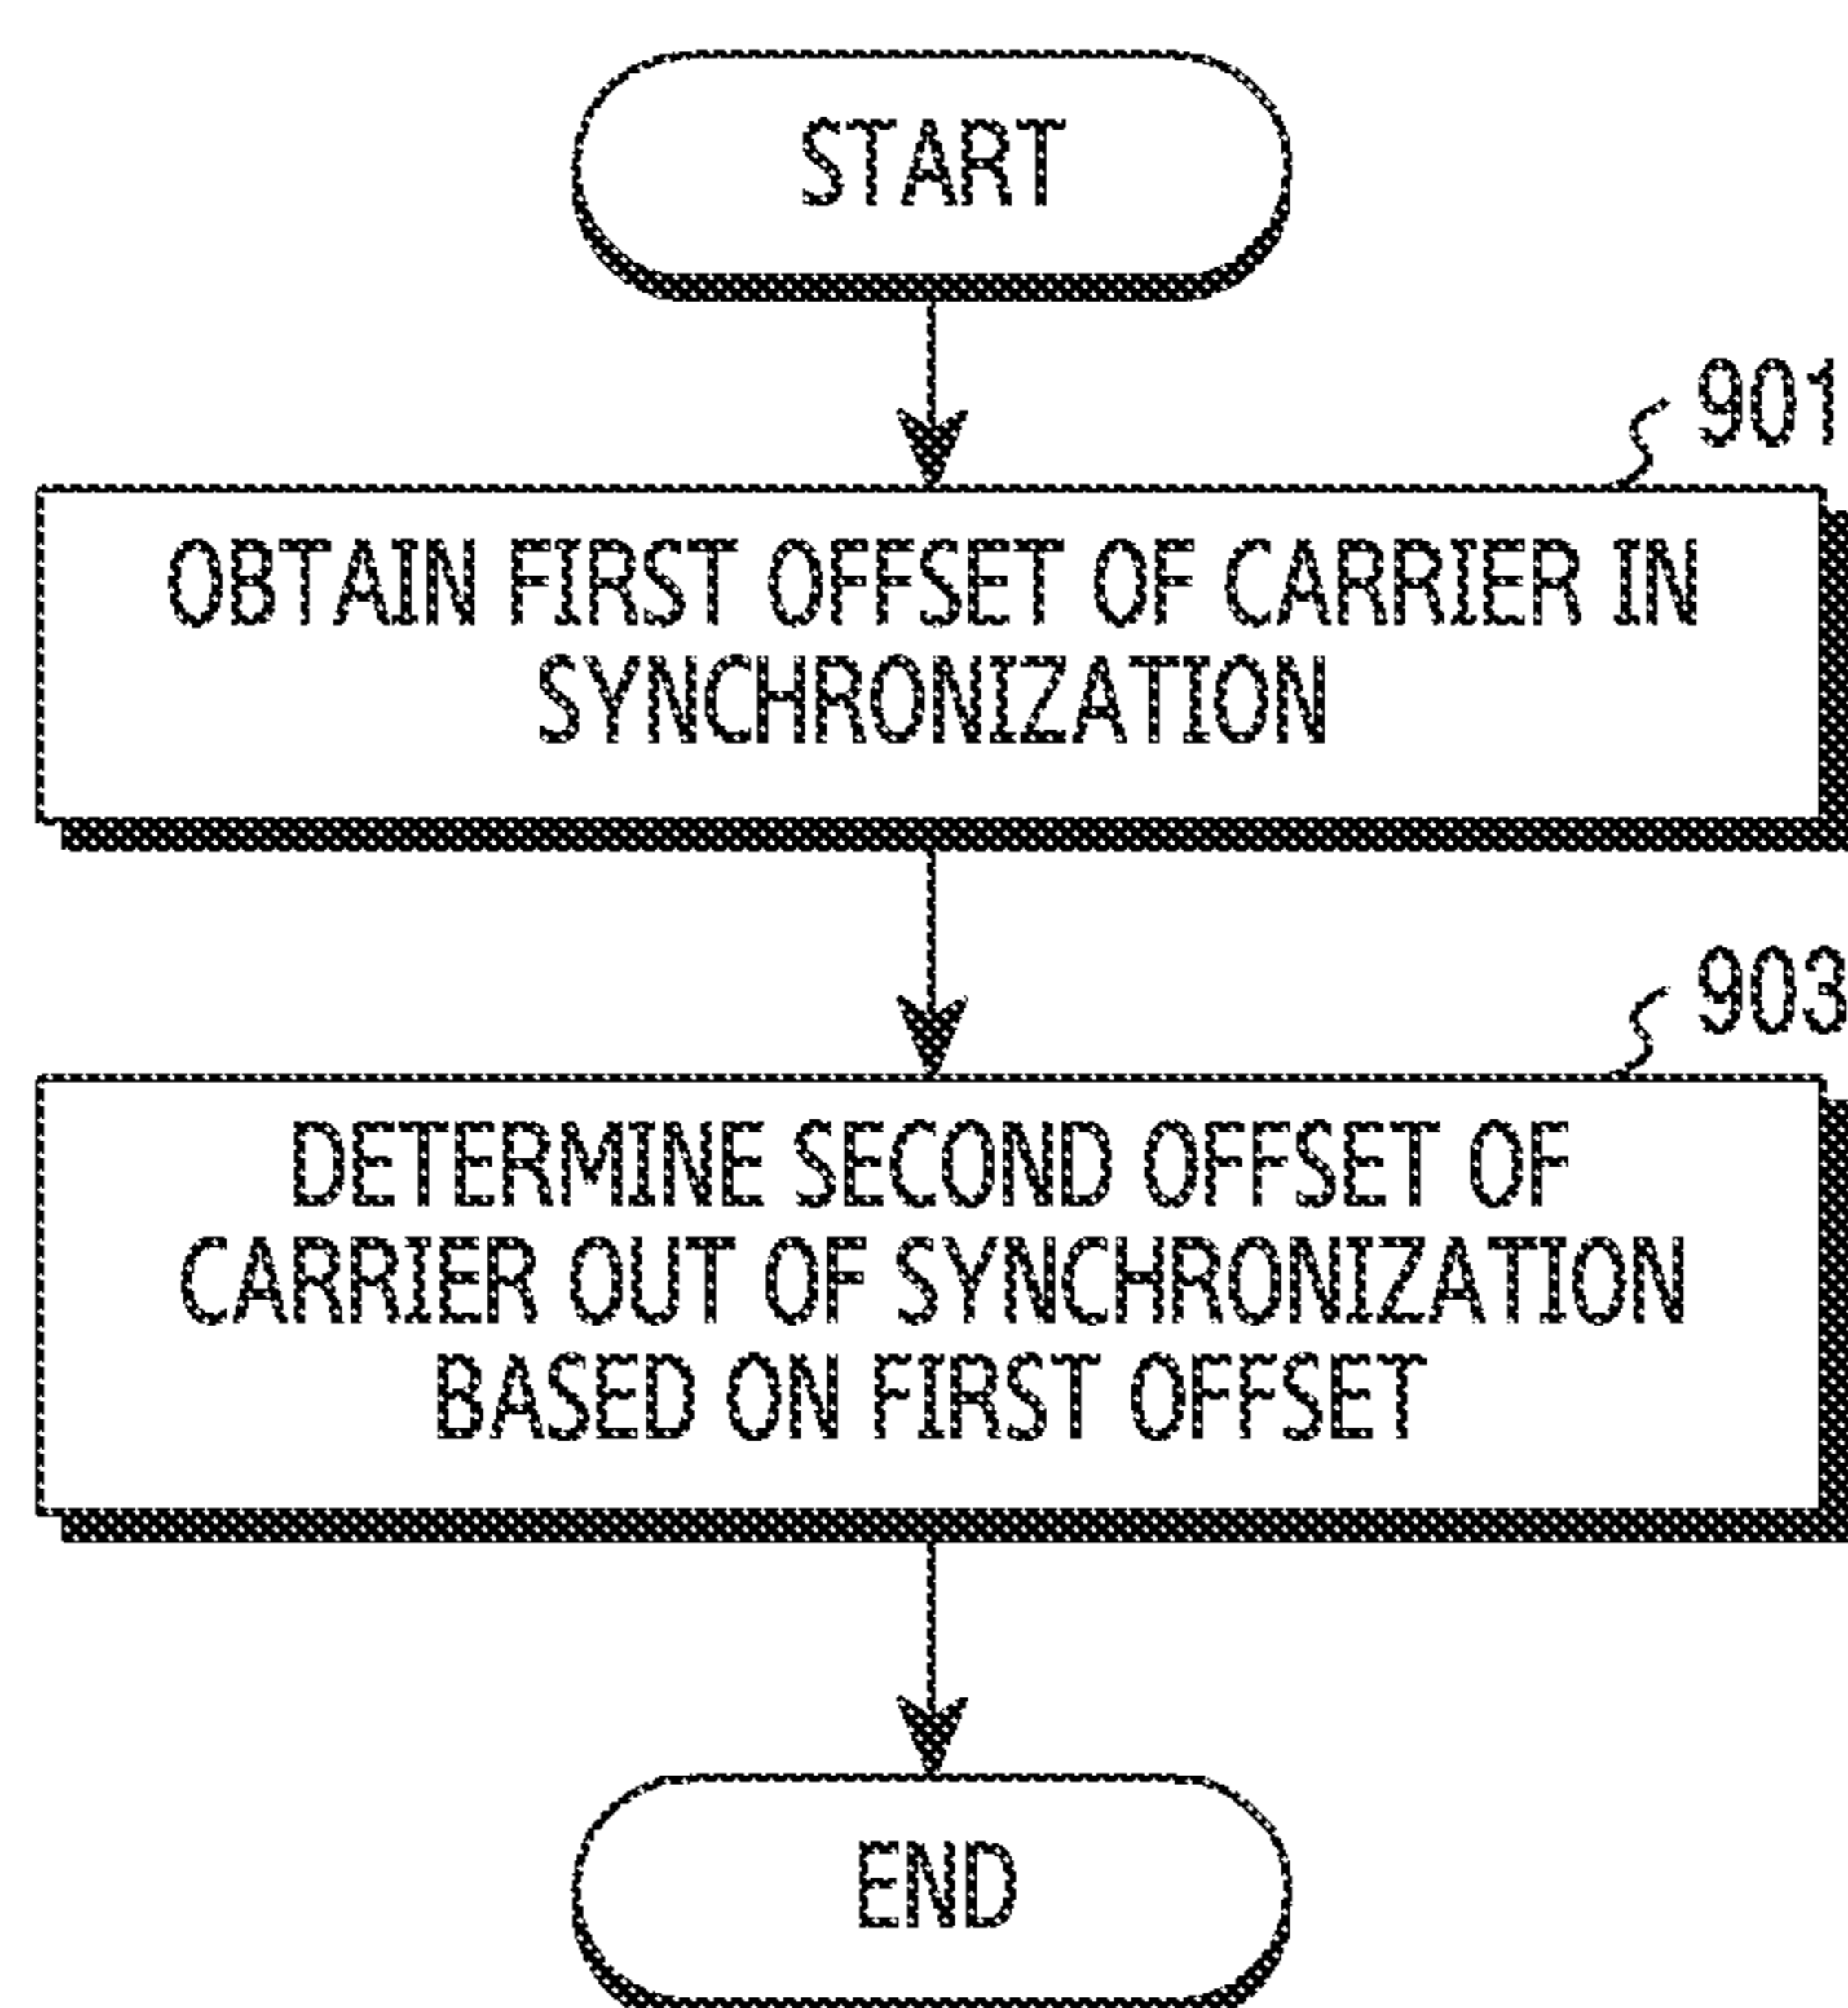 START
901
OBTAIN FIRST OFFSET OF CARRIER IN
SYNCHRONIZATION
903
DETERMINE SECOND OFFSET OF
CARRIER OUT OF SYNCHRONIZATION
BASED ON FIRST OFFSET
END